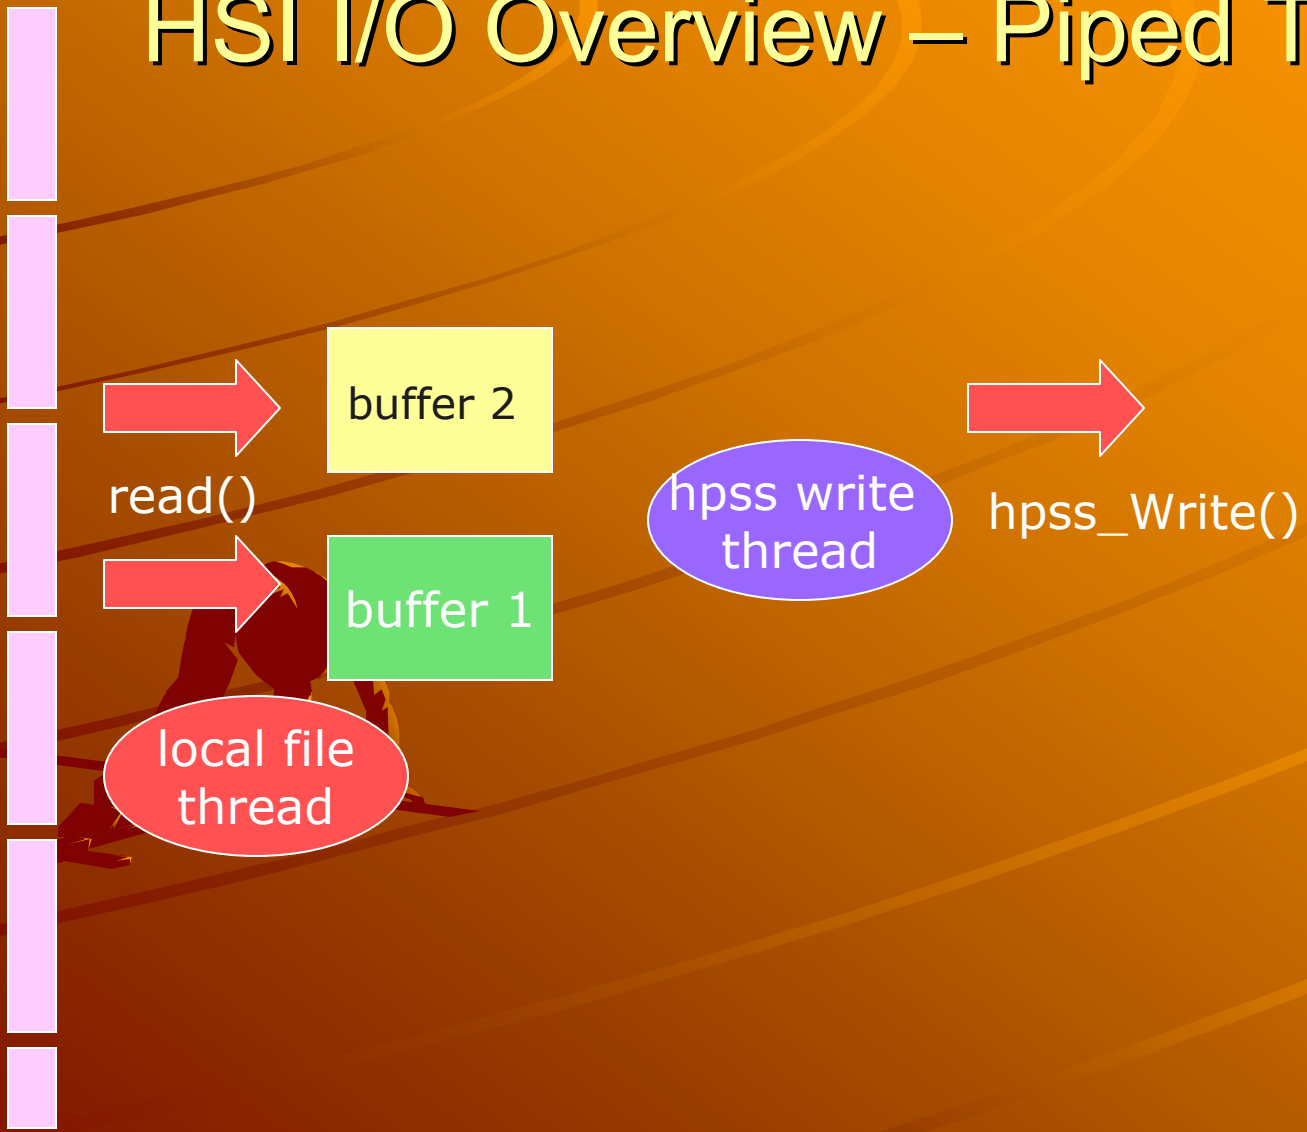 HSI I/O Overview – Piped T
buffer 2
read()
hpss write
thread
hpss_Write()
buffer 1
local file
thread